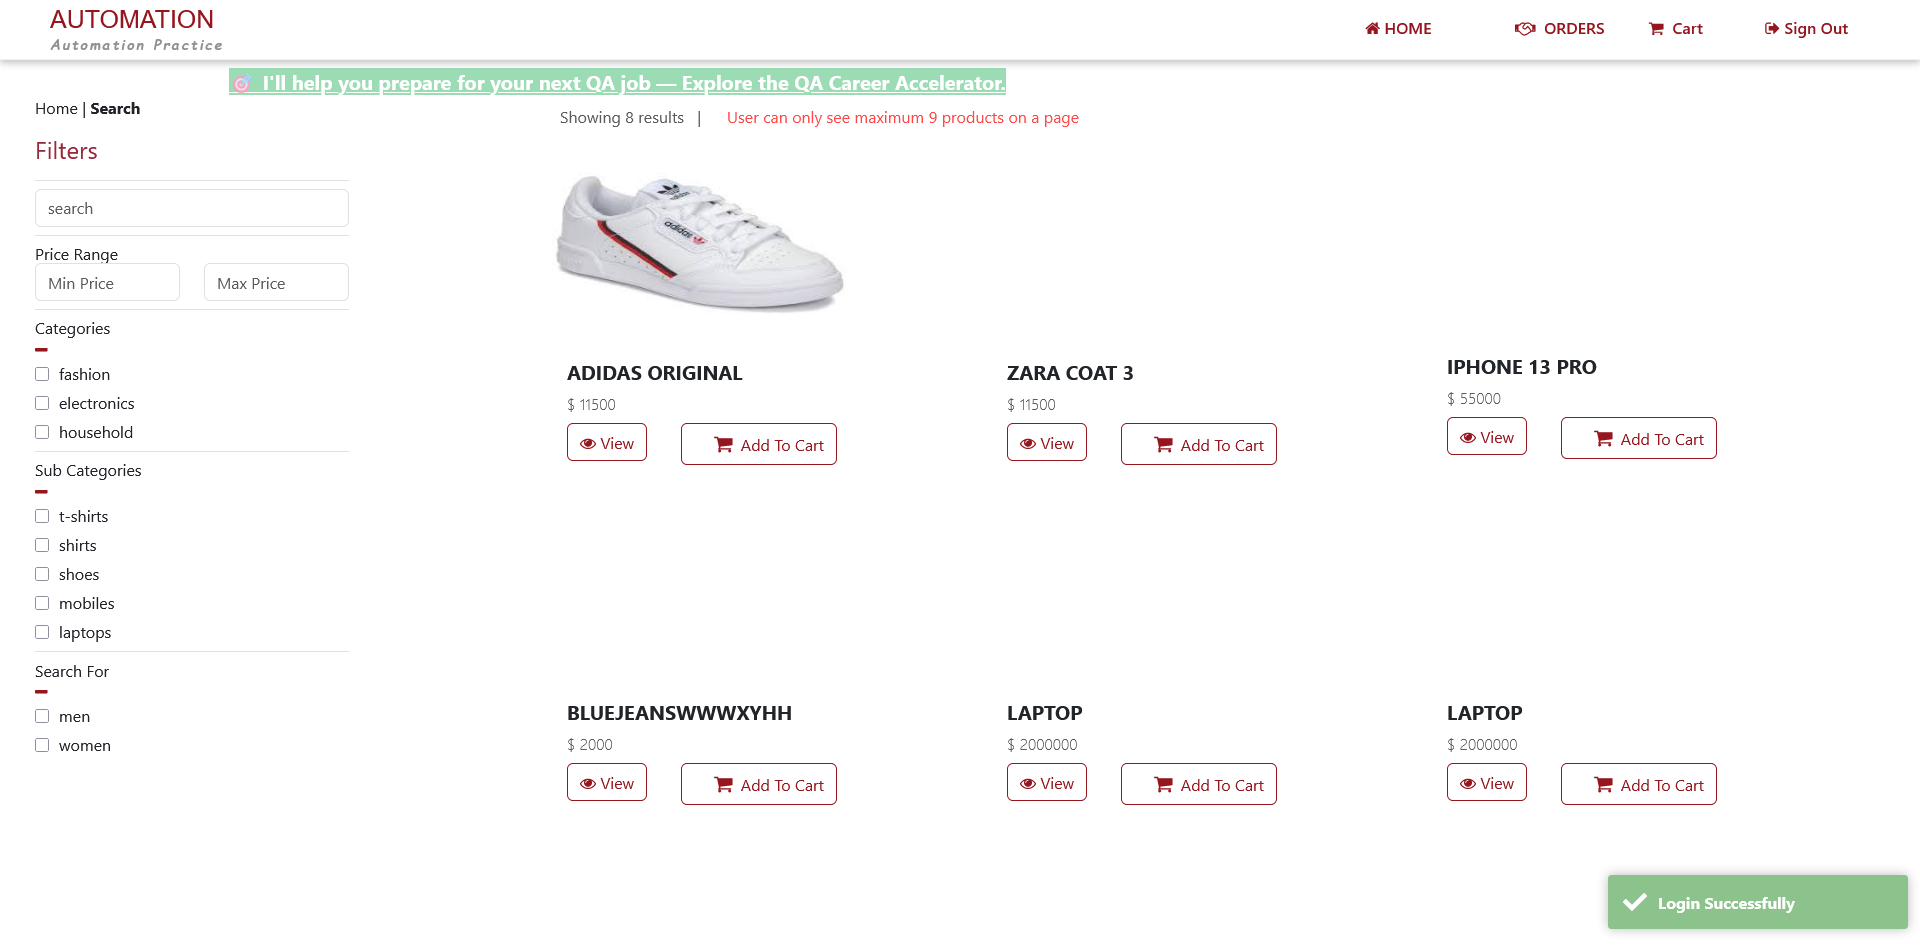 AUTOMATION
Automation Practice
HOME
ORDERS
Cart
Sign Out
🎯 I'll help you prepare for your next QA job — Explore the QA Career Accelerator.
Home | Search
Showing 8 results | User can only see maximum 9 products on a page
Filters
search
Price Range
Min Price
Max Price
Categories
fashion
electronics
household
Sub Categories
t-shirts
shirts
shoes
mobiles
laptops
Search For
men
women
adidas
adidas
ADIDAS ORIGINAL
$ 11500
View
Add To Cart
ZARA COAT 3
$ 11500
View
Add To Cart
IPHONE 13 PRO
$ 55000
View
Add To Cart
BLUEJEANSWWWXYHH
$ 2000
View
Add To Cart
LAPTOP
$ 2000000
View
Add To Cart
LAPTOP
$ 2000000
View
Add To Cart
Login Successfully